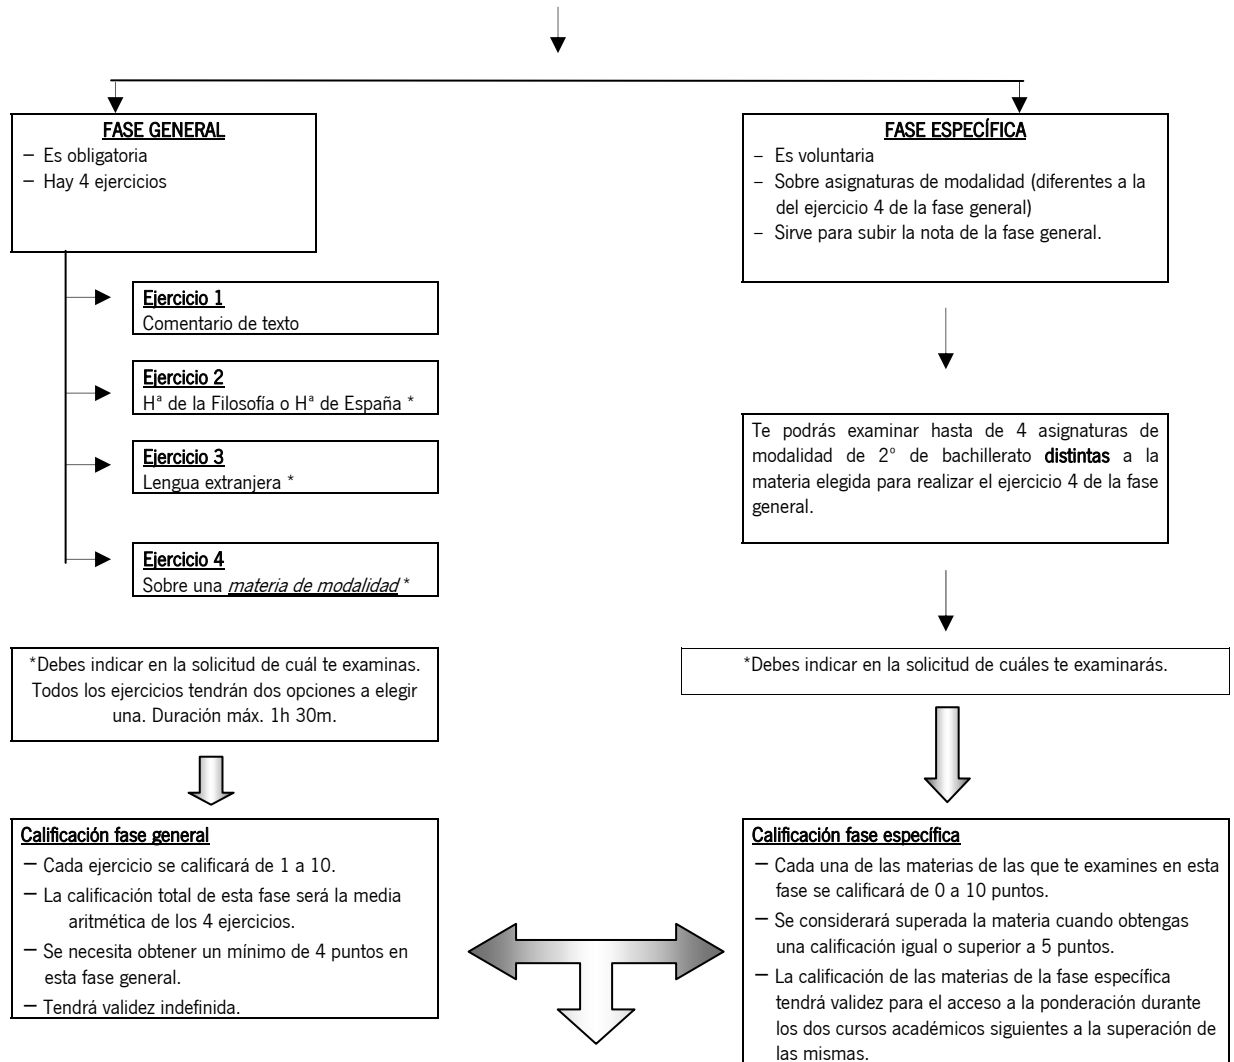 FASE GENERAL
— Es obligatoria
— Hay 4 ejercicios
Ejercicio 1
Comentario de texto
Ejercicio 2
Hª de la Filosofía o Hª de España *
Ejercicio 3
Lengua extranjera *
Ejercicio 4
Sobre una materia de modalidad *
*Debes indicar en la solicitud de cuál te examinas.
Todos los ejercicios tendrán dos opciones a elegir
una. Duración máx. 1h 30m.
Calificación fase general
— Cada ejercicio se calificará de 1 a 10.
— La calificación total de esta fase será la media
aritmética de los 4 ejercicios.
— Se necesita obtener un mínimo de 4 puntos en
esta fase general.
— Tendrá validez indefinida.
FASE ESPECÍFICA
– Es voluntaria
– Sobre asignaturas de modalidad (diferentes a la
del ejercicio 4 de la fase general)
– Sirve para subir la nota de la fase general.
Te podrás examinar hasta de 4 asignaturas de
modalidad de 2° de bachillerato distintas a la
materia elegida para realizar el ejercicio 4 de la fase
general.
*Debes indicar en la solicitud de cuáles te examinarás.
Calificación fase específica
— Cada una de las materias de las que te examines en esta
fase se calificará de 0 a 10 puntos.
— Se considerará superada la materia cuando obtengas
una calificación igual o superior a 5 puntos.
— La calificación de las materias de la fase específica
tendrá validez para el acceso a la ponderación durante
los dos cursos académicos siguientes a la superación de
las mismas.